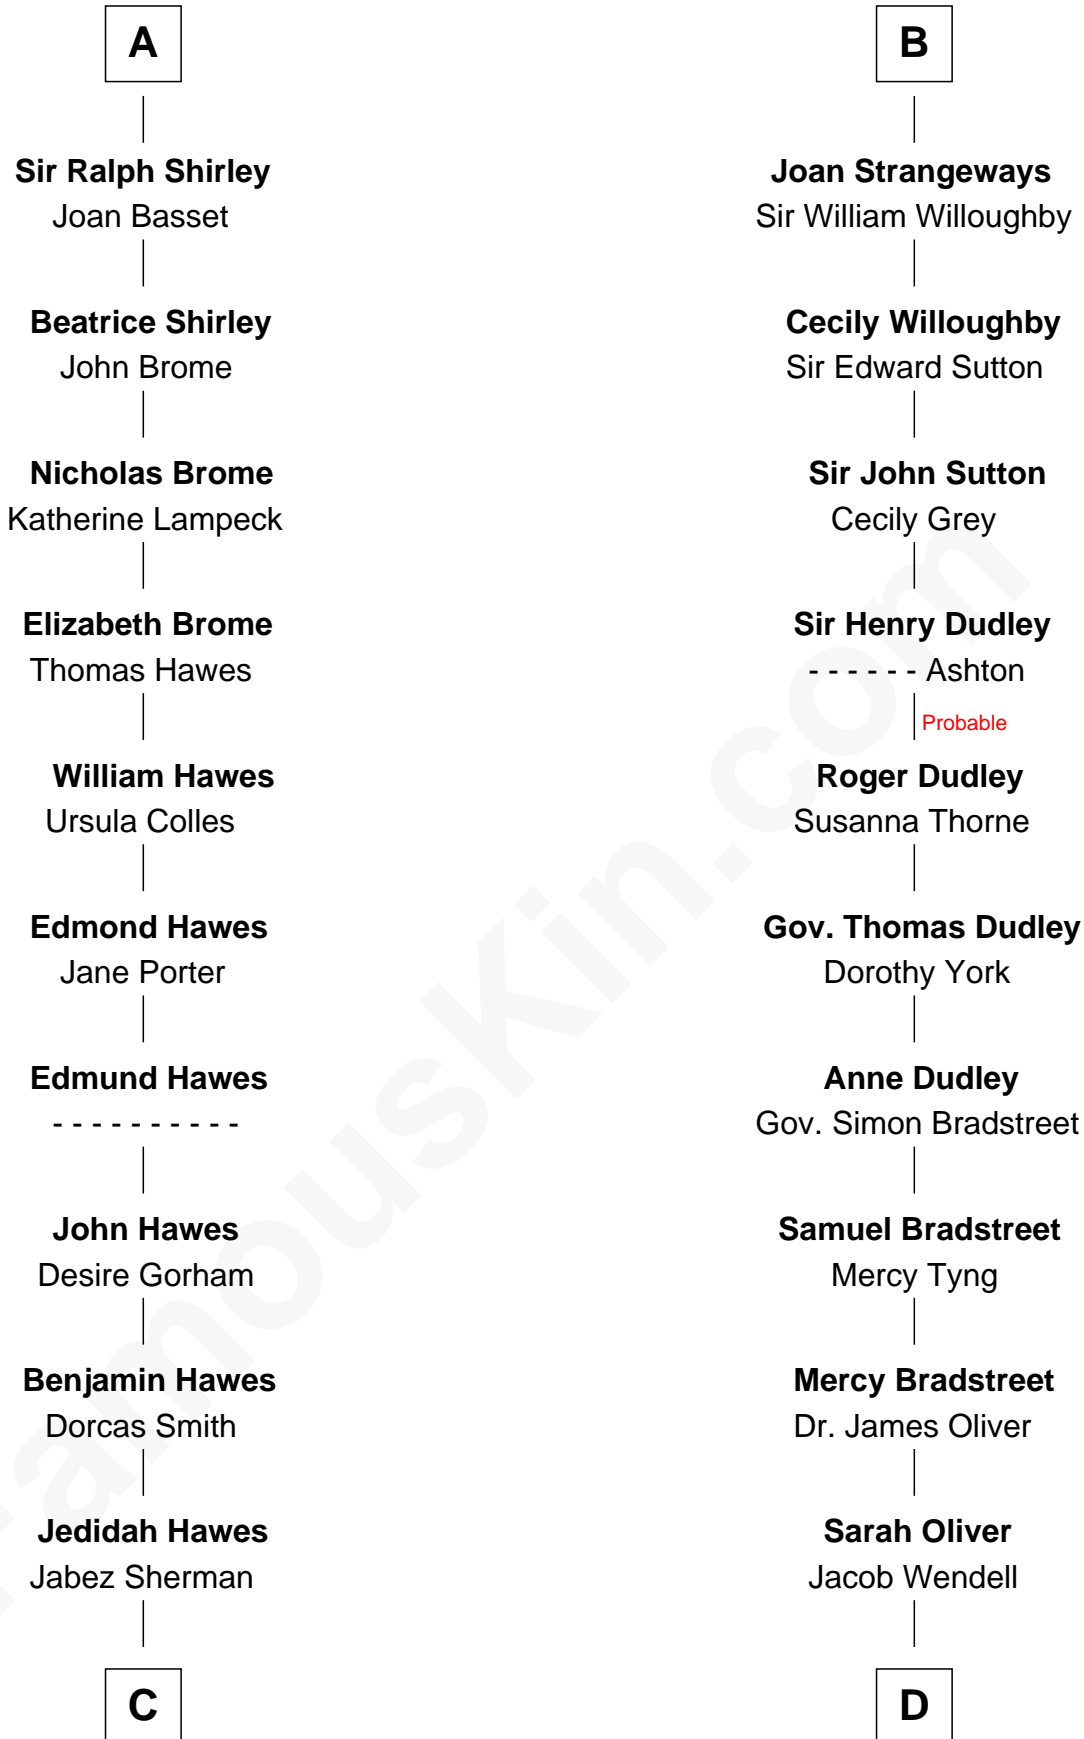 A
Sir Ralph Shirley
Joan Basset
Beatrice Shirley
John Brome
Nicholas Brome
Katherine Lampeck
Elizabeth Brome
Thomas Hawes
William Hawes
Ursula Colles
Edmond Hawes
Jane Porter
Edmund Hawes
- - - - - - - - - -
John Hawes
Desire Gorham
Benjamin Hawes
Dorcas Smith
Jedidah Hawes
Jabez Sherman
C
B
Joan Strangeways
Sir William Willoughby
Cecily Willoughby
Sir Edward Sutton
Sir John Sutton
Cecily Grey
Sir Henry Dudley
- - - - - - Ashton
Probable
Roger Dudley
Susanna Thorne
Gov. Thomas Dudley
Dorothy York
Anne Dudley
Gov. Simon Bradstreet
Samuel Bradstreet
Mercy Tyng
Mercy Bradstreet
Dr. James Oliver
Sarah Oliver
Jacob Wendell
D
FamousKin.com